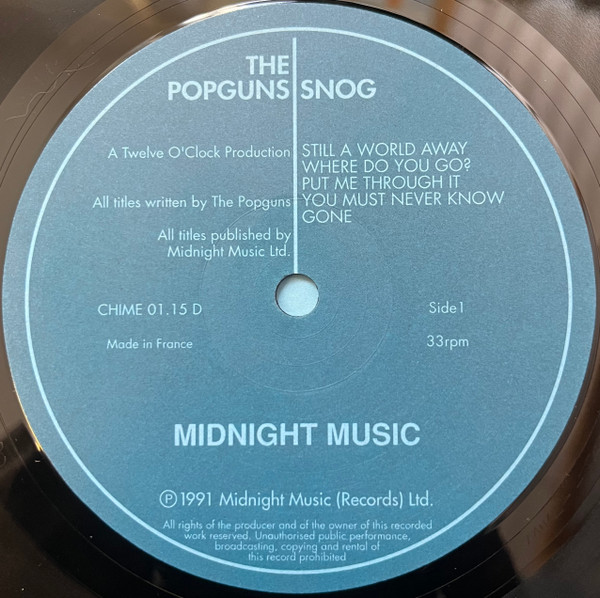 THE
POPGUNS
SNOG
A Twelve O'Clock Production
All titles written by The Popguns
All titles published by
Midnight Music Ltd.
STILL A WORLD AWAY
WHERE DO YOU GO?
PUT ME THROUGH IT
YOU MUST NEVER KNOW
GONE
CHIME 01.15 D
Side1
Made in France
33rpm
MIDNIGHT MUSIC
℗ 1991 Midnight Music (Records) Ltd.
All rights of the producer and of the owner of this recorded
work reserved. Unauthorised public performance,
broadcasting, copying and rental of
this record prohibited